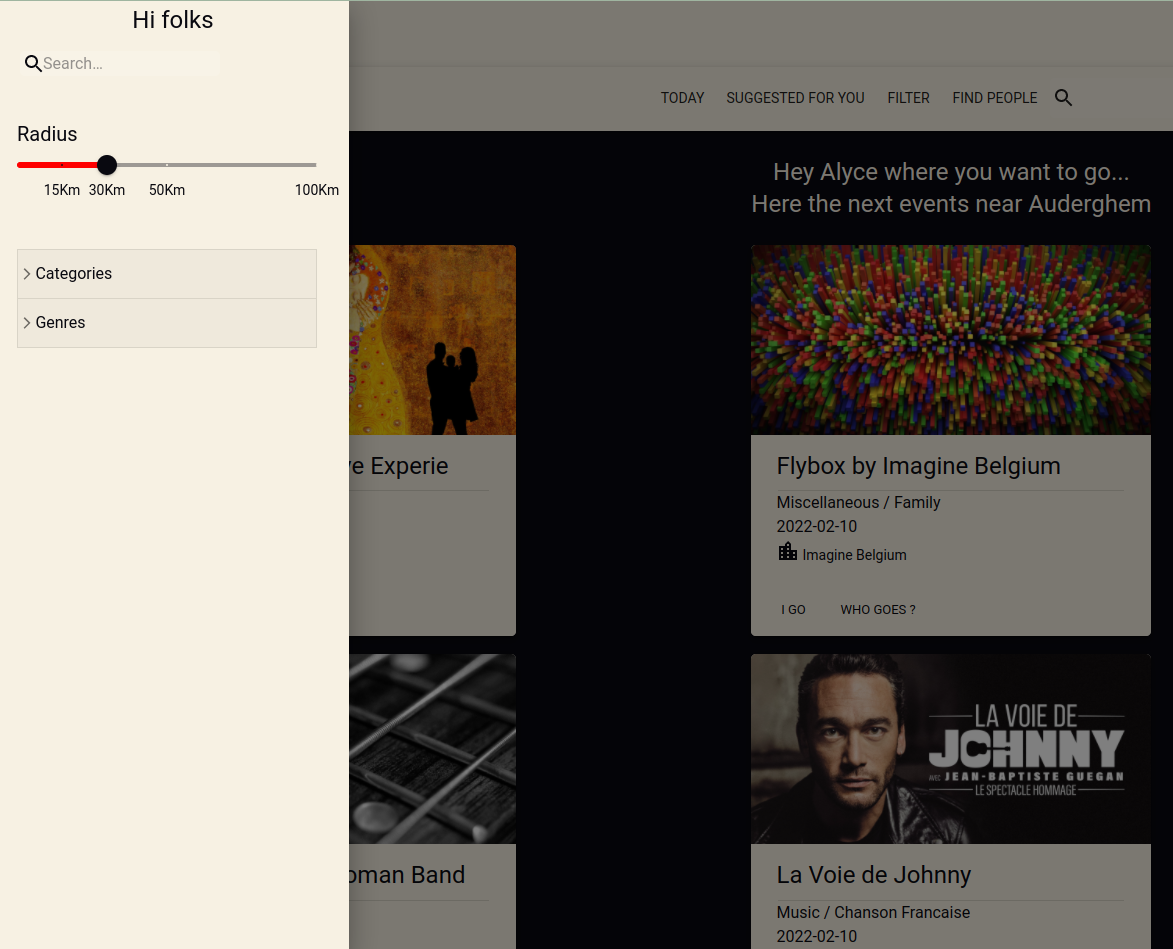 Hi folks
Search…
Radius
15Km 30Km 50Km 100Km
Categories
Genres
TODAY SUGGESTED FOR YOU FILTER FIND PEOPLE
Hey Alyce where you want to go...
Here the next events near Auderghem
ve Experie
Flybox by Imagine Belgium
Miscellaneous / Family
2022-02-10
Imagine Belgium
I GO WHO GOES ?
oman Band
LA VOIE DE
JOHNNY
AVEC JEAN-BAPTISTE GUEGAN
LE SPECTACLE HOMMAGE
La Voie de Johnny
Music / Chanson Francaise
2022-02-10